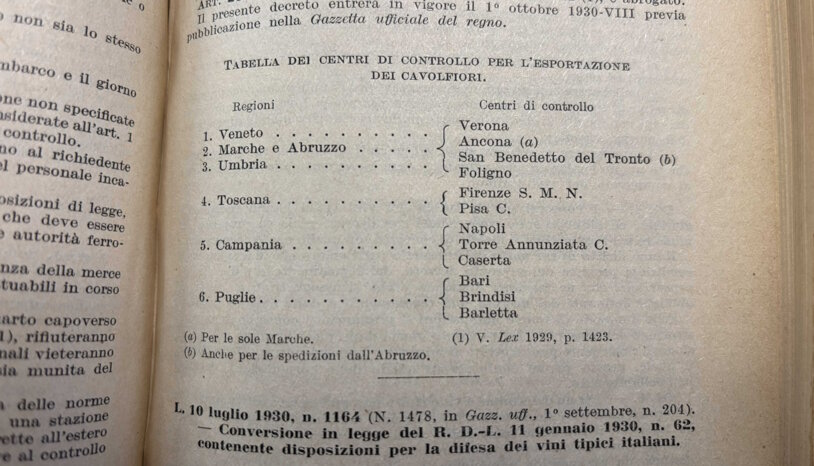 o non sia lo stesso
mbarco e il giorno
one non specificate
nsiderate all'art. 1
controllo.
no al richiedente
el personale inca-
osizioni di legge,
che deve essere
e autorità ferro-
nza della merce
tuabili in corso
arto capoverso
1), rifiuteranno
nali vieteranno
sia munita del
a delle norme
una stazione
ette all'estero
e al controllo
Il presente decreto entrerà in vigore il 1º ottobre 1930-VIII previa
pubblicazione nella Gazzetta ufficiale del regno.
TABELLA DEI CENTRI DI CONTROLLO PER L'ESPORTAZIONE
DEI CAVOLFIORI.
Regioni Centri di controllo
1. Veneto . . . . . . . . . . Verona
2. Marche e Abruzzo . . . . . Ancona (a)
3. Umbria . . . . . . . . . . San Benedetto del Tronto (b)
Foligno
4. Toscana . . . . . . . . . . Firenze S. M. N.
Pisa C.
5. Campania . . . . . . . . . Napoli
Torre Annunziata C.
Caserta
6. Puglie . . . . . . . . . . . Bari
Brindisi
Barletta
(a) Per le sole Marche. (1) V. Lex 1929, p. 1423.
(b) Anche per le spedizioni dall'Abruzzo.
L. 10 luglio 1930, n. 1164 (N. 1478, in Gazz. uff., 1º settembre, n. 204).
— Conversione in legge del R. D.-L. 11 gennaio 1930, n. 62,
contenente disposizioni per la difesa dei vini tipici italiani.